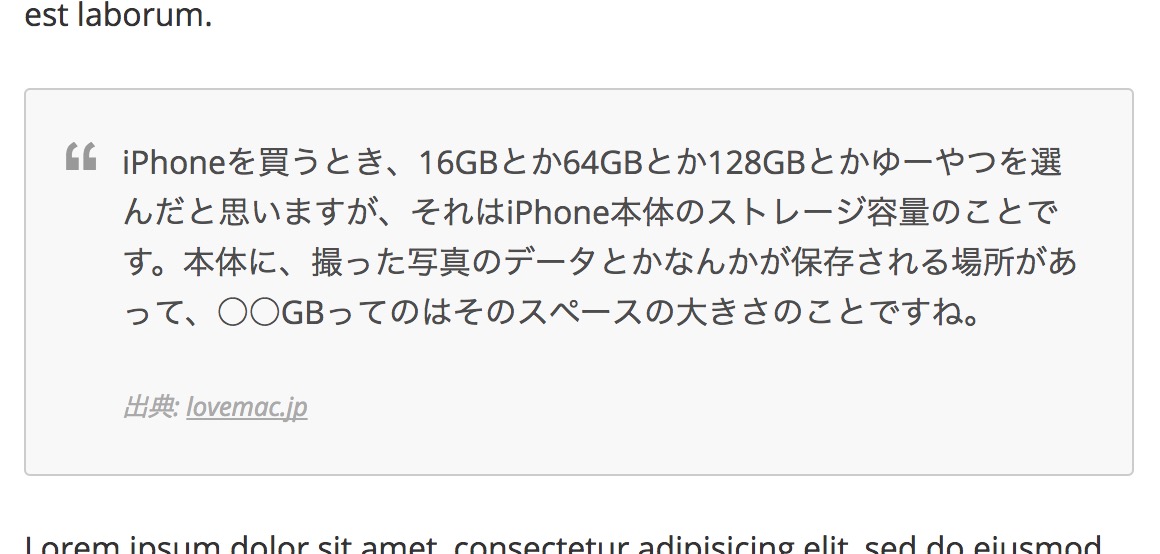 est laborum.
“ iPhoneを買うとき、16GBとか64GBとか128GBとかゆーやつを選
んだと思いますが、それはiPhone本体のストレージ容量のことで
す。本体に、撮った写真のデータとかなんかが保存される場所があ
って、◯◯GBってのはそのスペースの大きさのことですね。
出典: lovemac.jp
Lorem ipsum dolor sit amet, consectetur adipisicing elit, sed do eiusmod